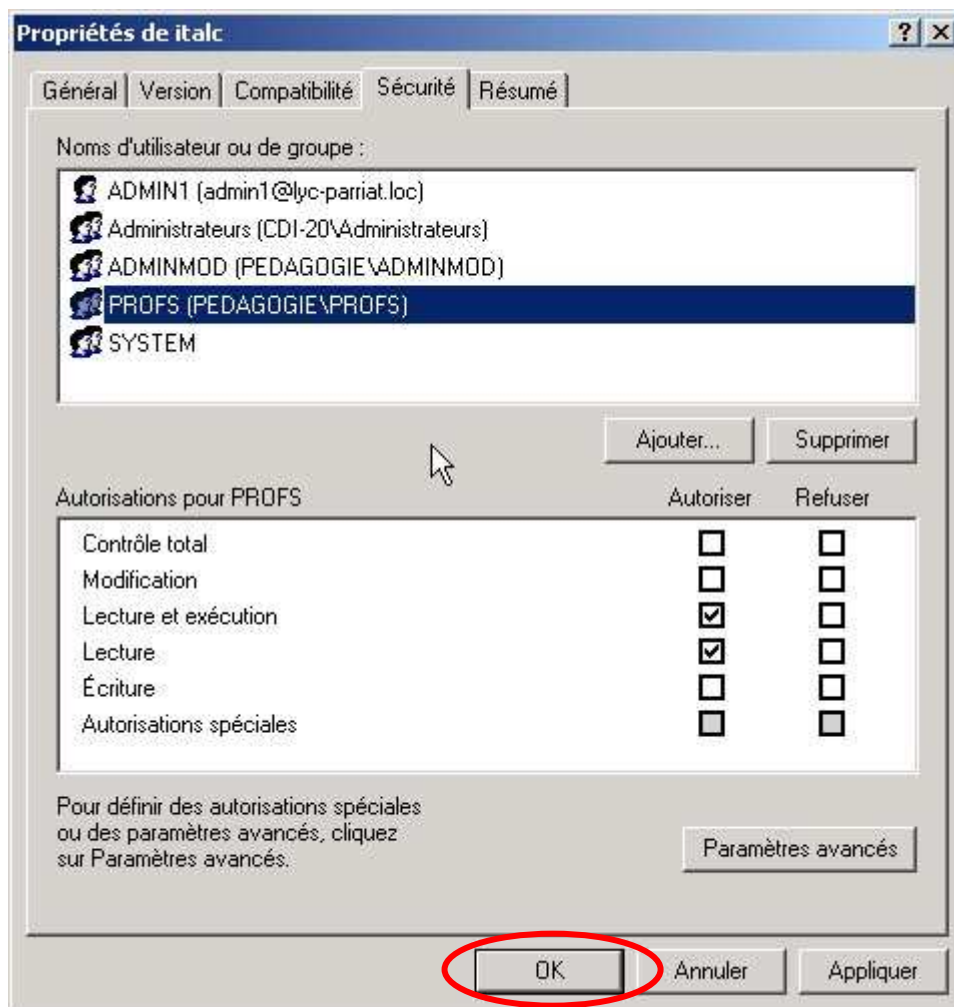 Propriétés de italc
Général Version Compatibilité Sécurité Résumé
Noms d'utilisateur ou de groupe :
ADMIN1 (admin1@lyc-parriat.loc)
Administrateurs (CDI-20\Administrateurs)
ADMINMOD (PEDAGOGIE\ADMINMOD)
PROFS (PEDAGOGIE\PROFS)
SYSTEM
Ajouter... Supprimer
Autorisations pour PROFS Autoriser Refuser
Contrôle total
Modification
Lecture et exécution
Lecture
Écriture
Autorisations spéciales
Pour définir des autorisations spéciales
ou des paramètres avancés, cliquez
sur Paramètres avancés.
Paramètres avancés
OK Annuler Appliquer